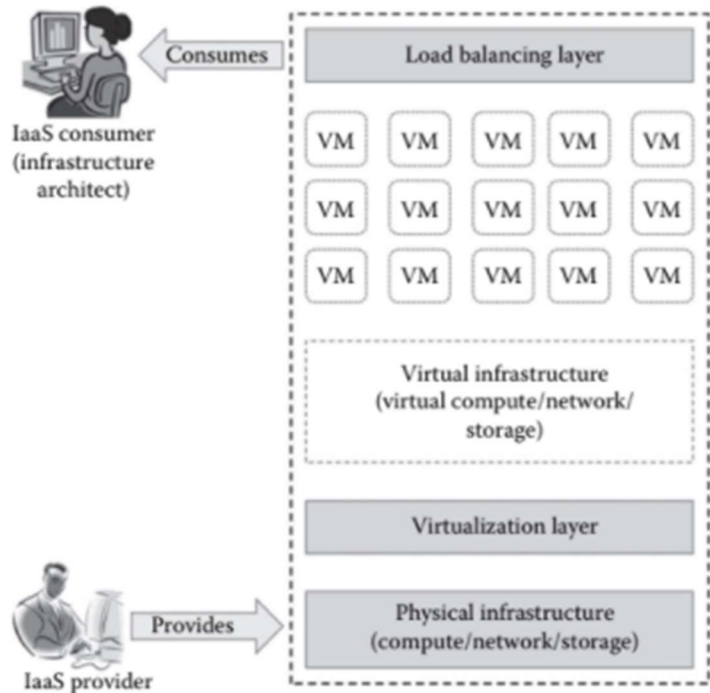 Consumes
IaaS consumer
(infrastructure
architect)
Load balancing layer
VM VM VM VM VM
VM VM VM VM VM
VM VM VM VM VM
Virtual infrastructure
(virtual compute/network/
storage)
Virtualization layer
Provides
IaaS provider
Physical infrastructure
(compute/network/storage)